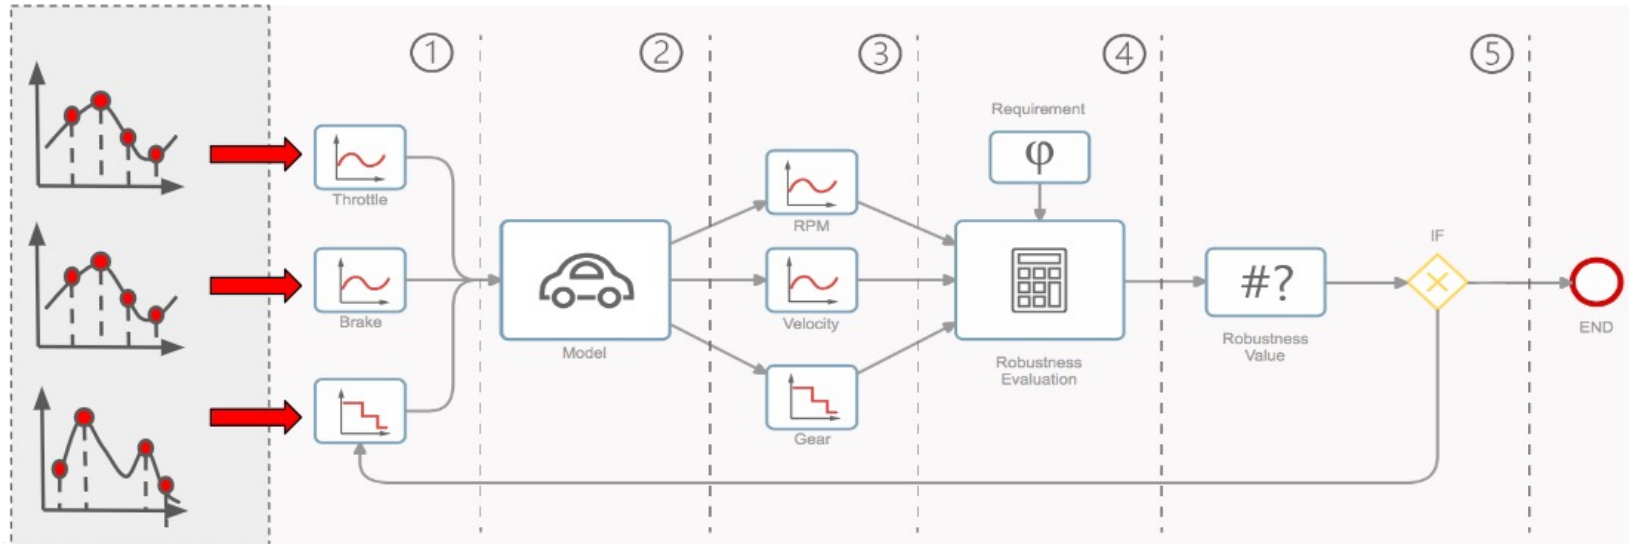 1
2
3
4
5
Throttle
Brake
Model
RPM
Velocity
Gear
Requirement
φ
Robustness
Evaluation
#?
Robustness
Value
IF
END